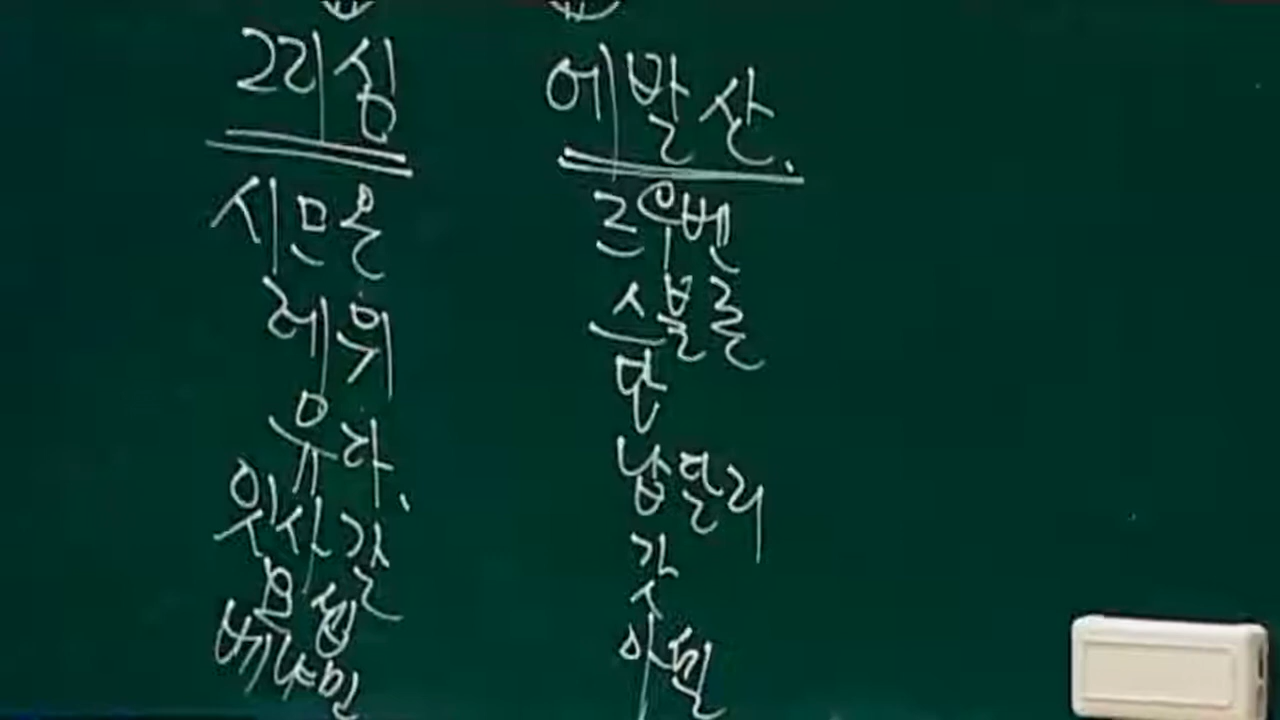 그리심
시므온
레위
유다.
잇사갈
요셉
베냐민
에발산.
르우벤
스불론
단
납달리
갓
아셀